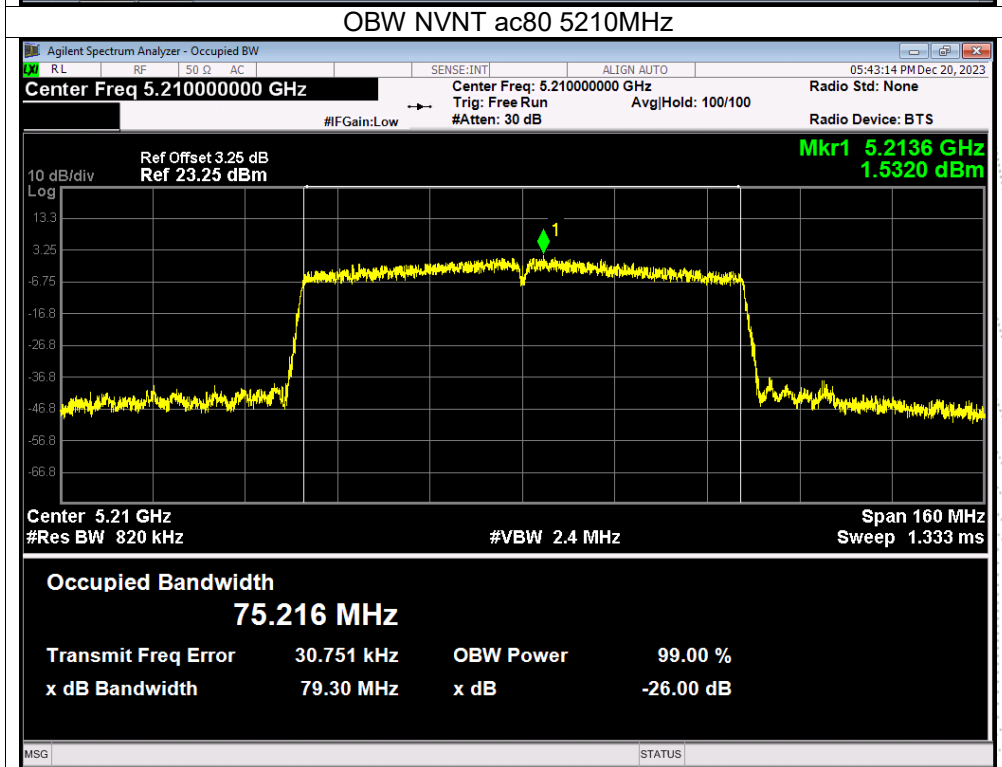 OBW NVNT ac80 5210MHz
Agilent Spectrum Analyzer - Occupied BW
LXI RL RF 50 Ω AC SENSE:INT ALIGN AUTO 05:43:14 PM Dec 20, 2023
Center Freq 5.210000000 GHz Center Freq: 5.210000000 GHz Radio Std: None
Trig: Free Run Avg|Hold: 100/100
#IFGain:Low #Atten: 30 dB Radio Device: BTS
Ref Offset 3.25 dB Mkr1 5.2136 GHz
10 dB/div Ref 23.25 dBm 1.5320 dBm
Log
13.3
1
3.25
-6.75
-16.8
-26.8
-36.8
-46.8
-56.8
-66.8
Center 5.21 GHz Span 160 MHz
#Res BW 820 kHz #VBW 2.4 MHz Sweep 1.333 ms
Occupied Bandwidth
75.216 MHz
Transmit Freq Error 30.751 kHz OBW Power 99.00 %
x dB Bandwidth 79.30 MHz x dB -26.00 dB
MSG STATUS